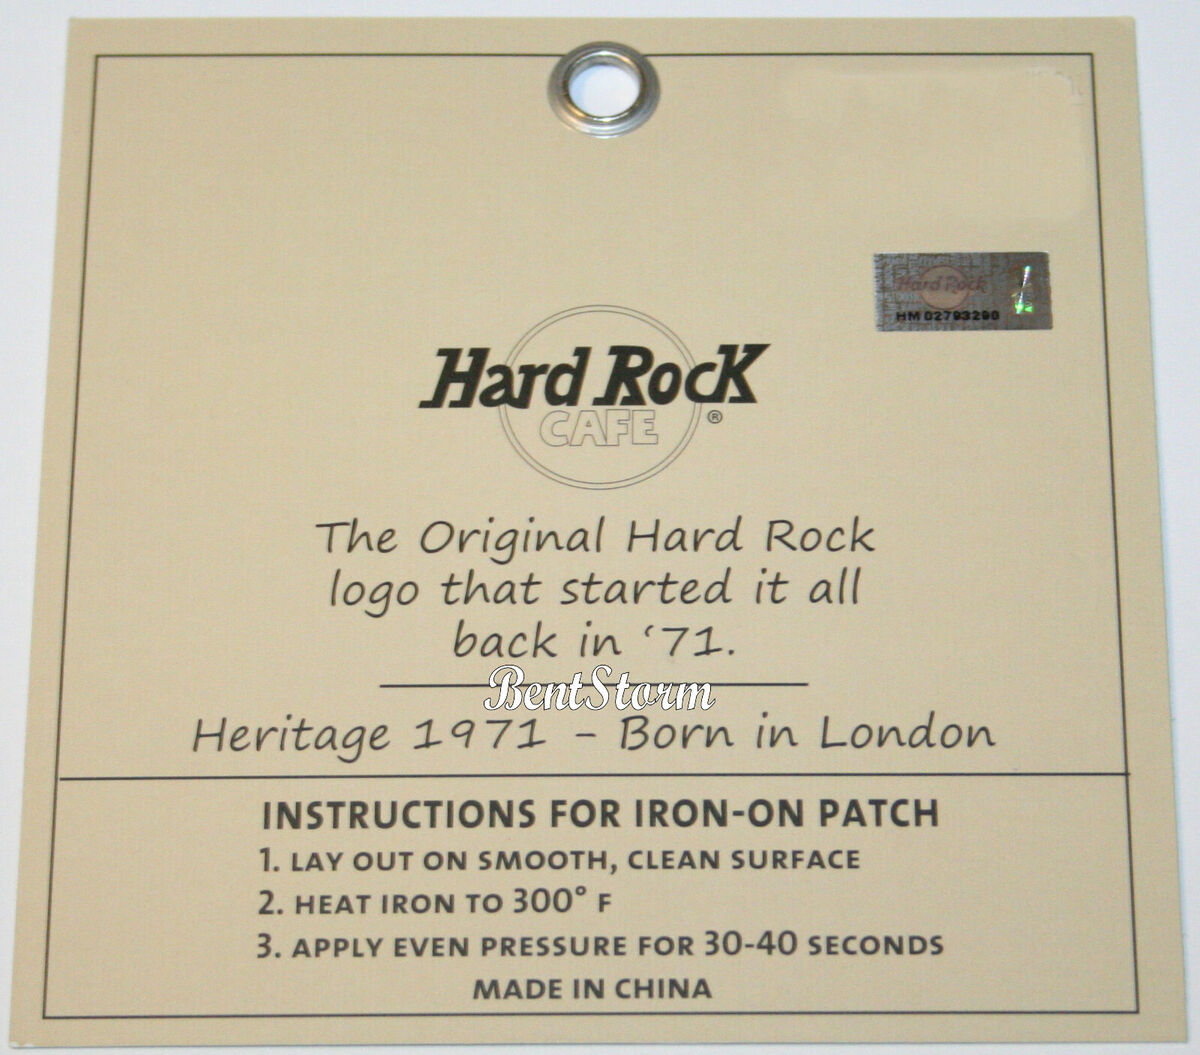 Hard Rock
HM 02793290
Hard Rock
CAFE ®
The Original Hard Rock
logo that started it all
back in ‘71.
BentStorm
Heritage 1971 – Born in London
INSTRUCTIONS FOR IRON-ON PATCH
1. LAY OUT ON SMOOTH, CLEAN SURFACE
2. HEAT IRON TO 300° F
3. APPLY EVEN PRESSURE FOR 30-40 SECONDS
MADE IN CHINA